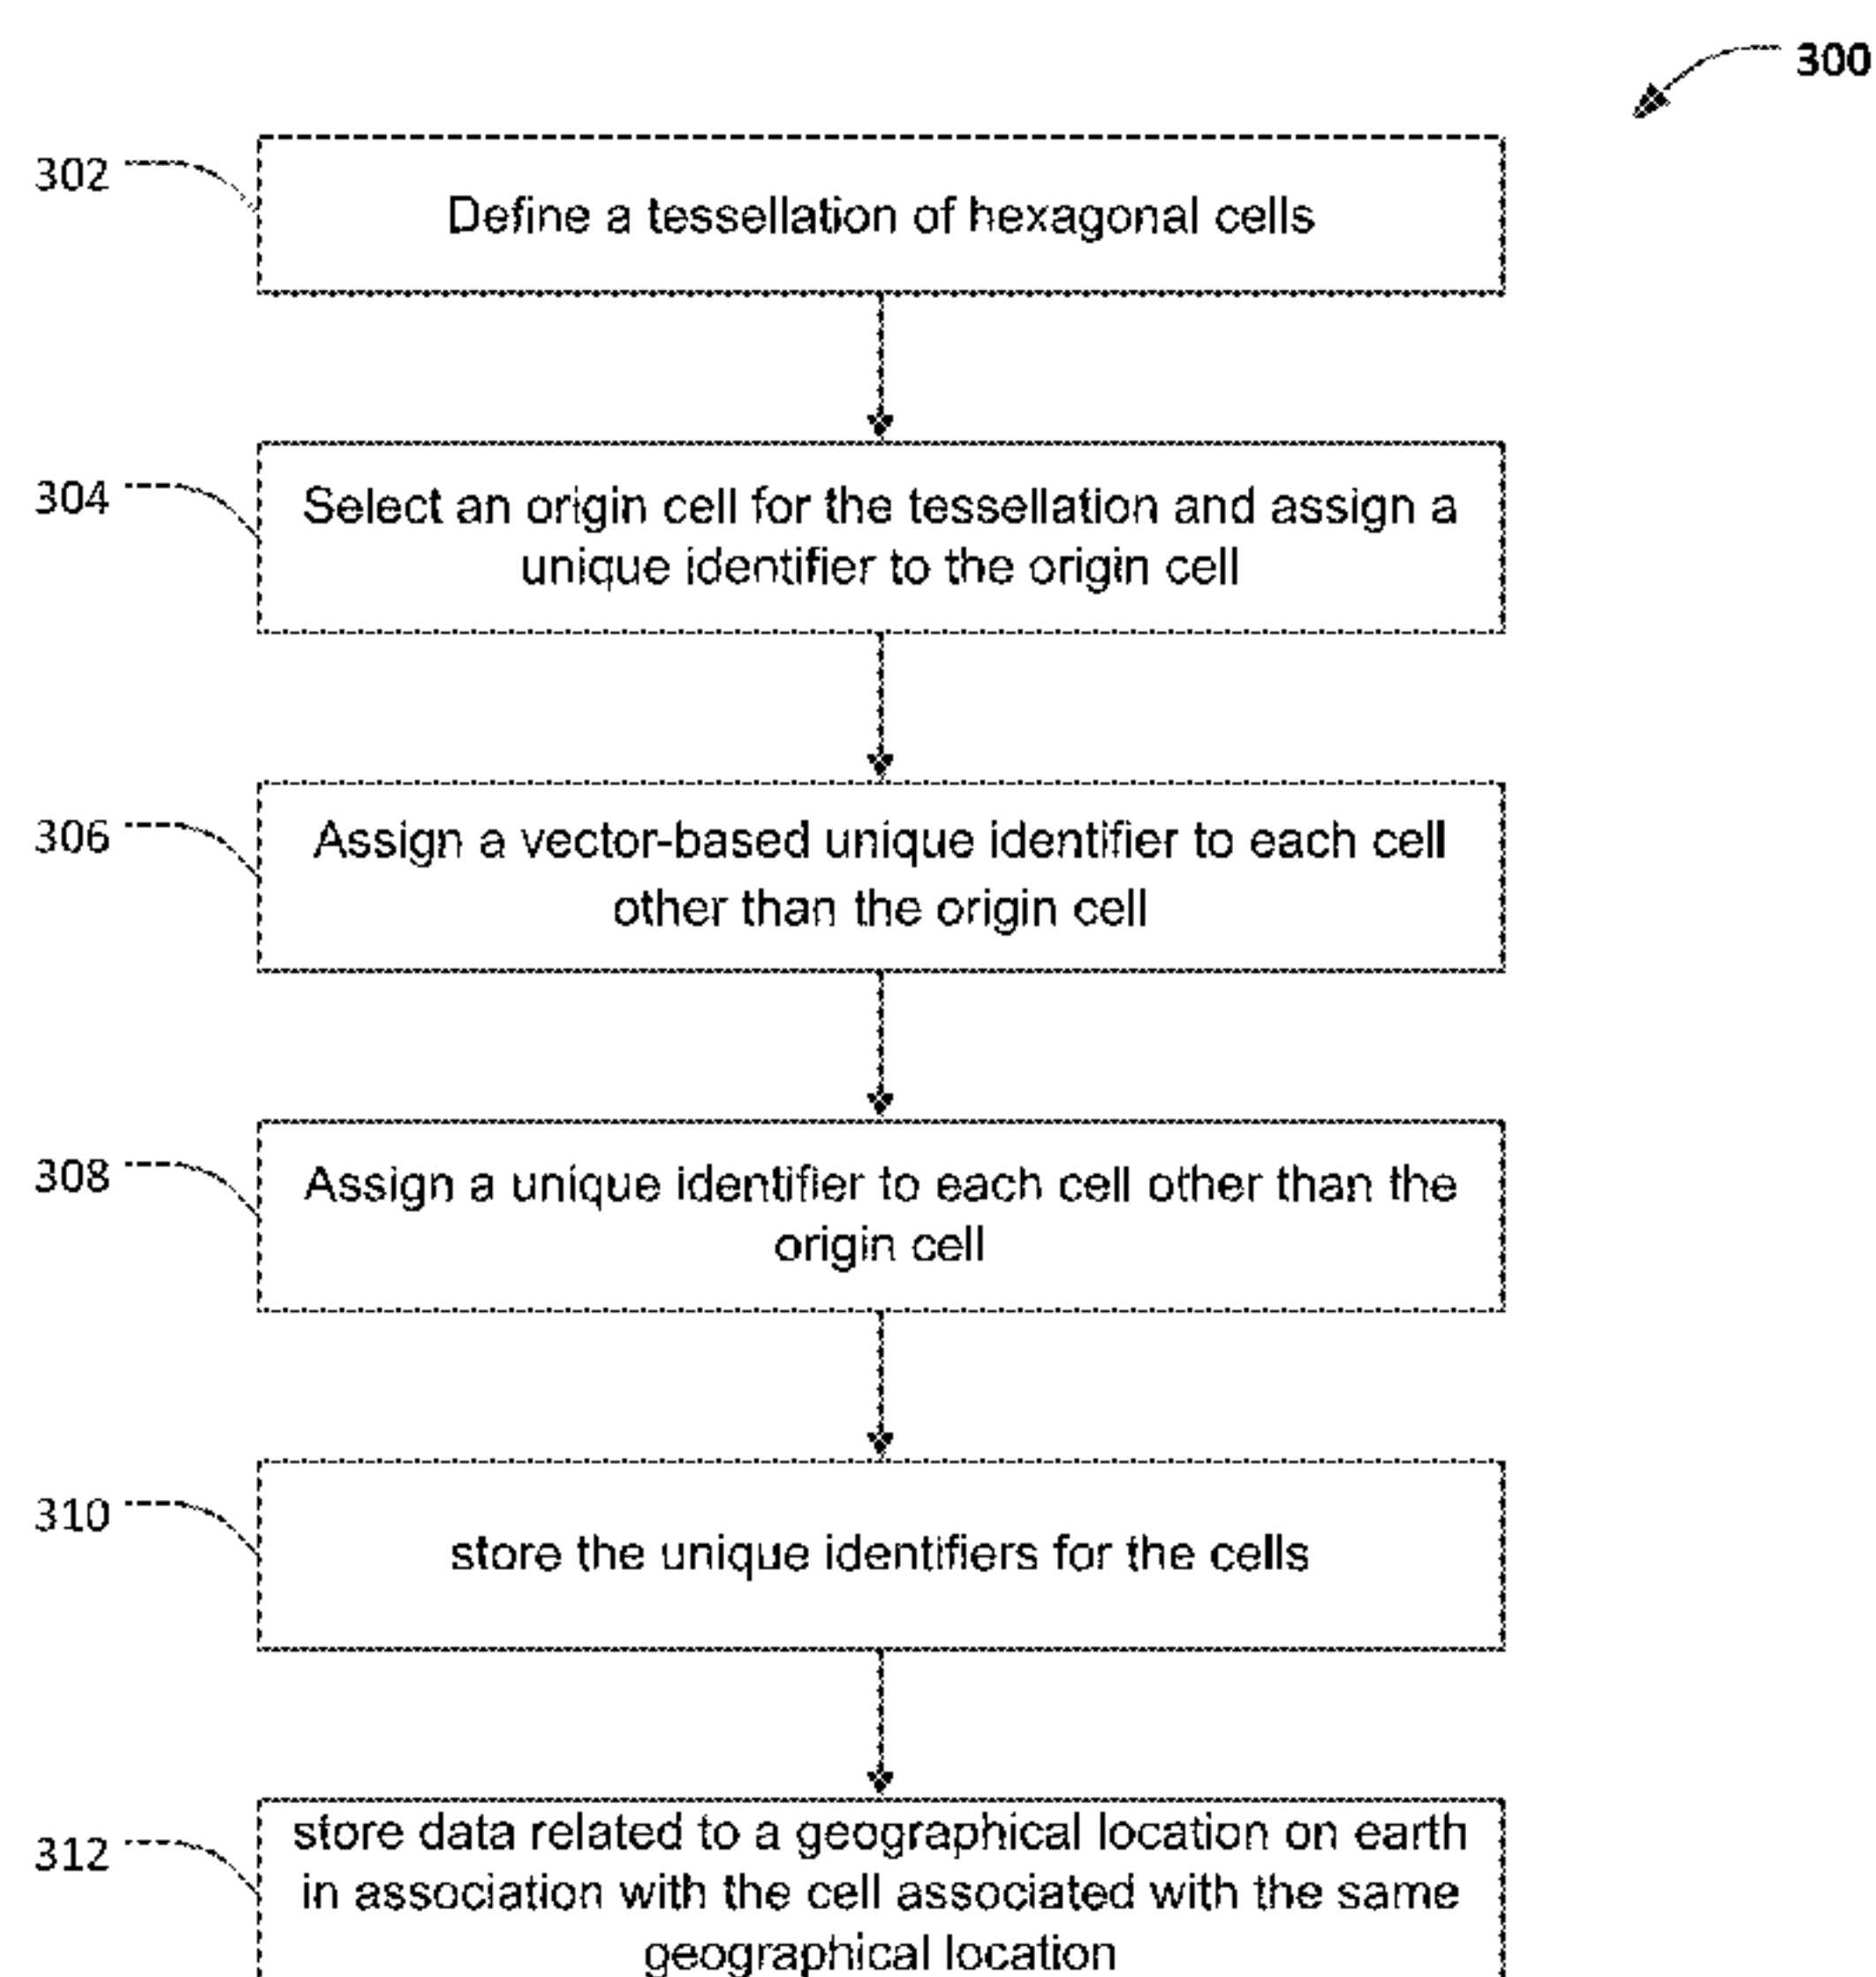 300
302
Define a tessellation of hexagonal cells
304
Select an origin cell for the tessellation and assign a
unique identifier to the origin cell
306
Assign a vector-based unique identifier to each cell
other than the origin cell
308
Assign a unique identifier to each cell other than the
origin cell
310
store the unique identifiers for the cells
312
store data related to a geographical location on earth
in association with the cell associated with the same
geographical location